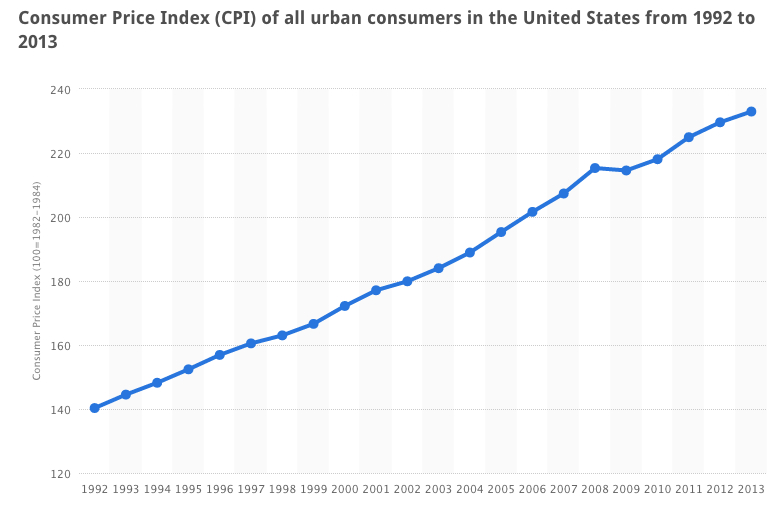 Consumer Price Index (CPI) of all urban consumers in the United States from 1992 to
2013
240
220
200
180
160
140
120
Consumer Price Index (100=1982–1984)
1992 1993 1994 1995 1996 1997 1998 1999 2000 2001 2002 2003 2004 2005 2006 2007 2008 2009 2010 2011 2012 2013